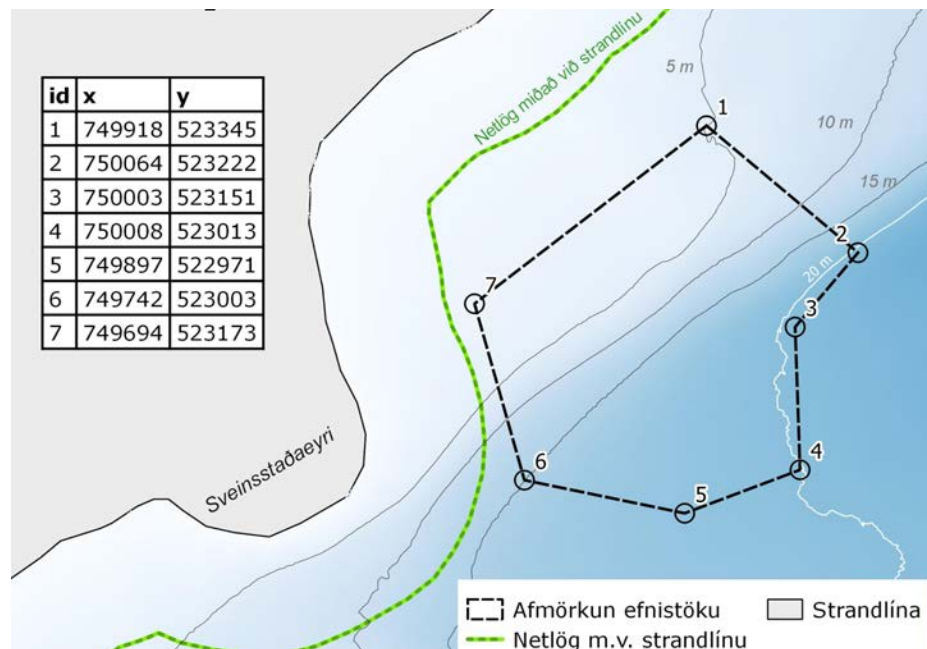 id x y
1 749918 523345
2 750064 523222
3 750003 523151
4 750008 523013
5 749897 522971
6 749742 523003
7 749694 523173
Netlög miðað við strandlínu
5 m
10 m
15 m
20 m
1
2
3
4
5
6
7
Sveinsstaðaeyri
Afmörkun efnistöku
Strandlína
Netlög m.v. strandlínu